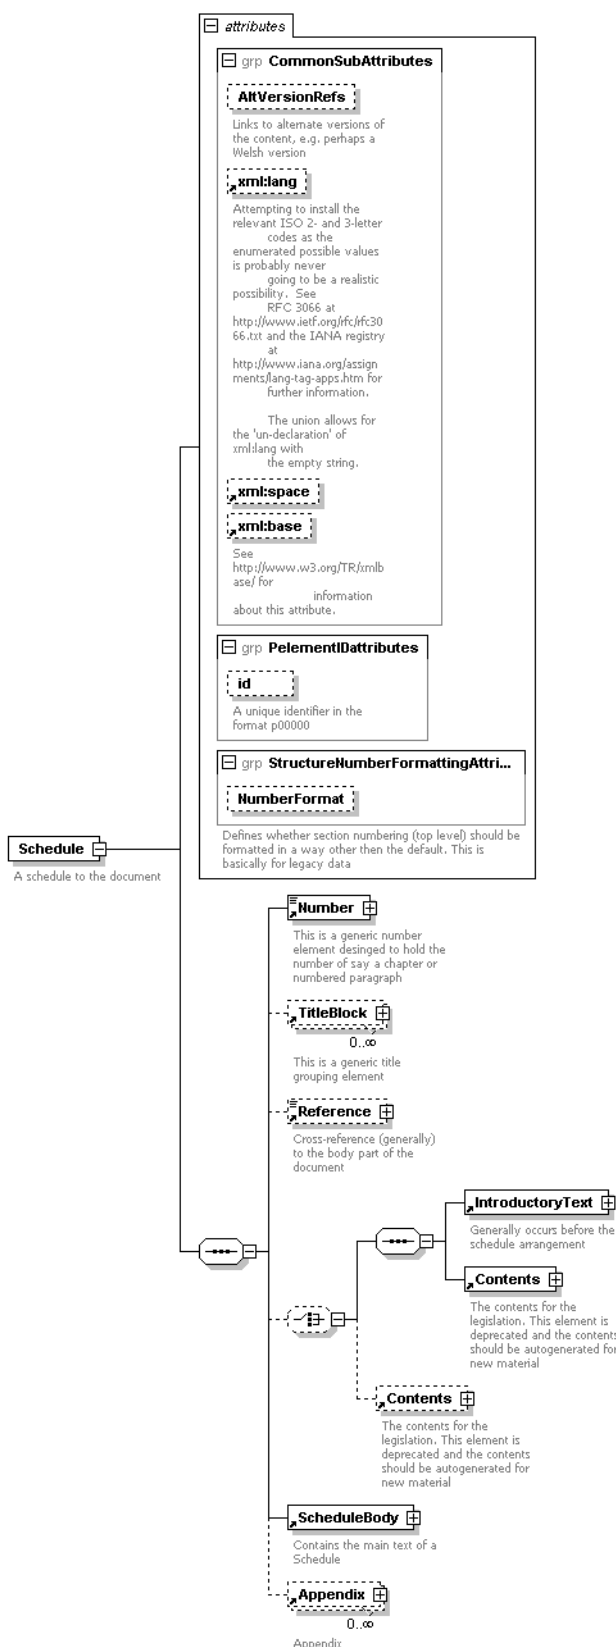 attributes
grp CommonSubAttributes
AltVersionRefs
Links to alternate versions of
the content, e.g. perhaps a
Welsh version
xml:lang
Attempting to install the
relevant ISO 2- and 3-letter
codes as the
enumerated possible values
is probably never
going to be a realistic
possibility. See
RFC 3066 at
http://www.ietf.org/rfc/rfc30
66.txt and the IANA registry
at
http://www.iana.org/assign
ments/lang-tag-apps.htm for
further information.
The union allows for
the 'un-declaration' of
xml:lang with
the empty string.
xml:space
xml:base
See
http://www.w3.org/TR/xmlb
ase/ for
information
about this attribute.
grp PelementIDattributes
id
A unique identifier in the
format p00000
grp StructureNumberFormattingAttri...
NumberFormat
Defines whether section numbering (top level) should be
formatted in a way other then the default. This is
basically for legacy data
Schedule
A schedule to the document
Number
This is a generic number
element desinged to hold the
number of say a chapter or
numbered paragraph
TitleBlock
0..∞
This is a generic title
grouping element
Reference
Cross-reference (generally)
to the body part of the
document
IntroductoryText
Generally occurs before the
schedule arrangement
Contents
The contents for the
legislation. This element is
deprecated and the contents
should be autogenerated for
new material
Contents
The contents for the
legislation. This element is
deprecated and the contents
should be autogenerated for
new material
ScheduleBody
Contains the main text of a
Schedule
Appendix
0..∞
Appendix